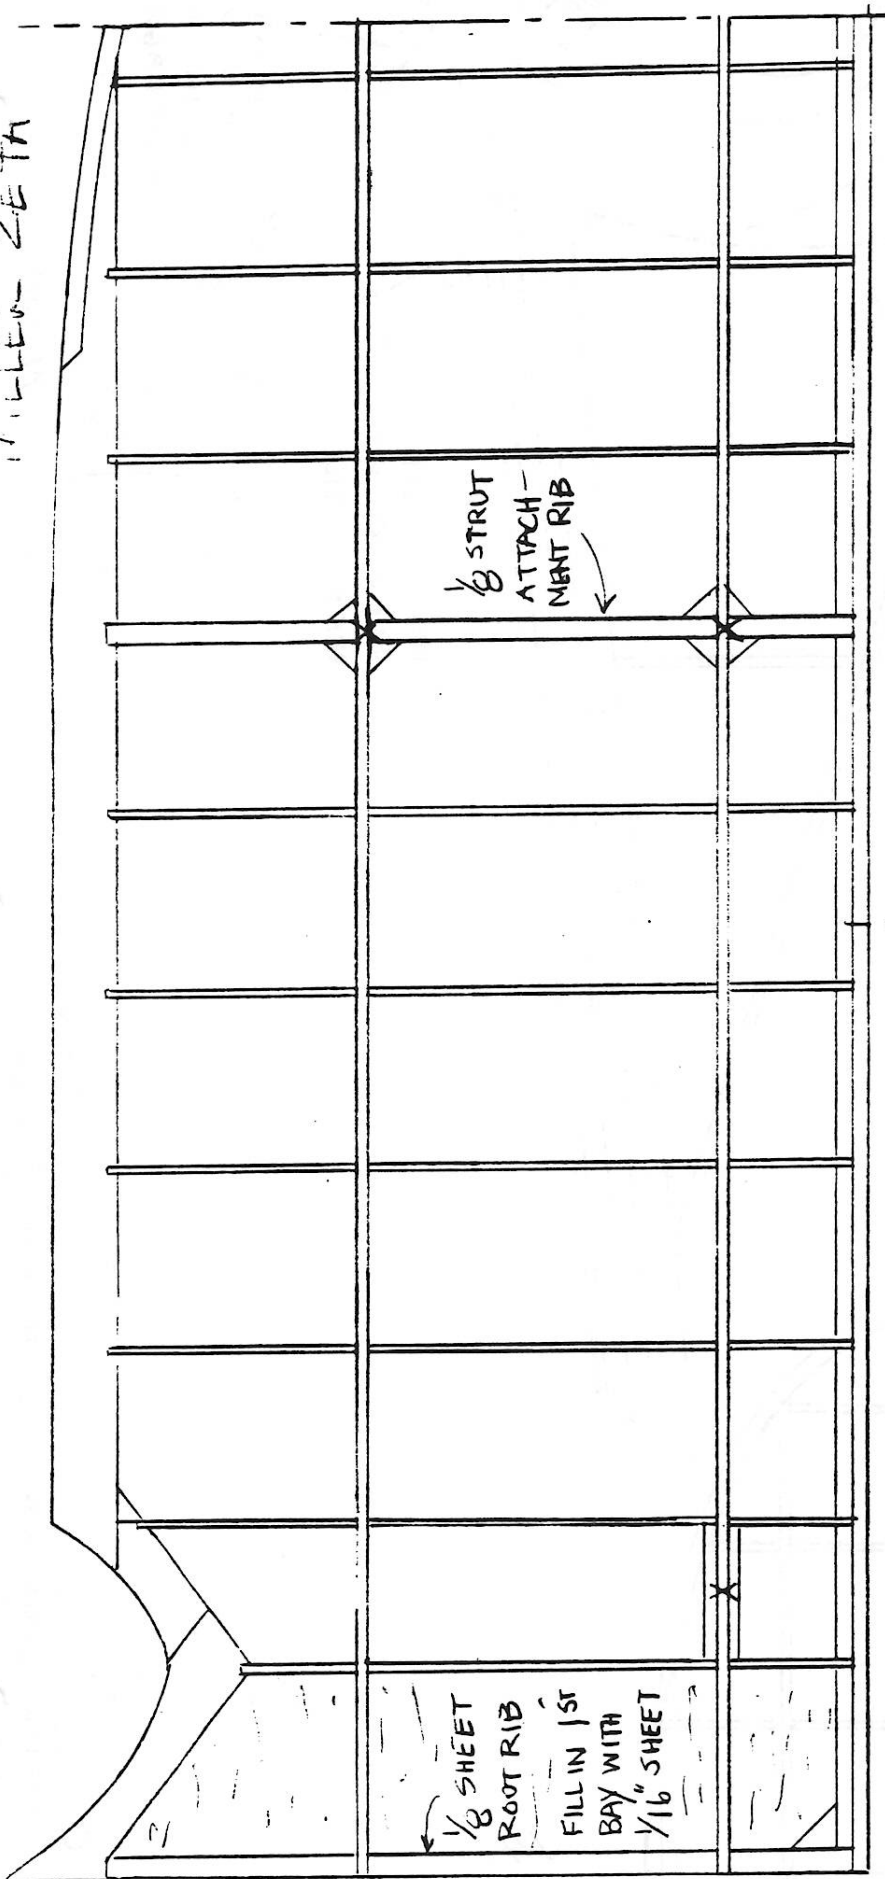 ZETA
⅛ STRUT
ATTACH-
MENT RIB
⅛ SHEET
ROOT RIB
FILL IN 1ST
BAY WITH
1/16" SHEET